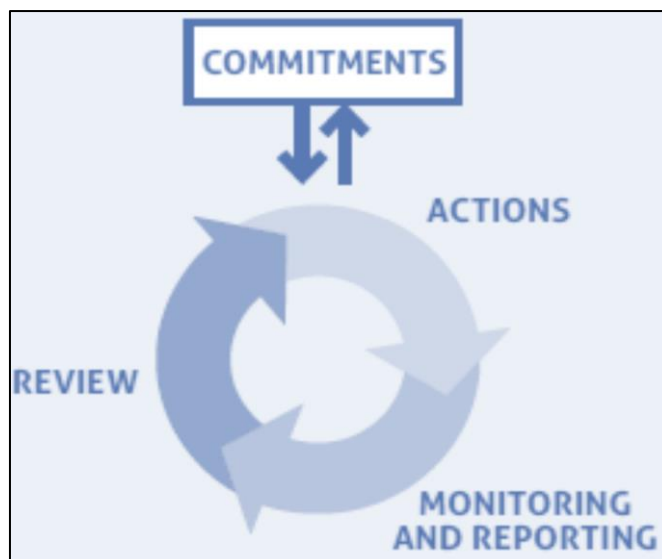 COMMITMENTS
ACTIONS
REVIEW
MONITORING
AND REPORTING